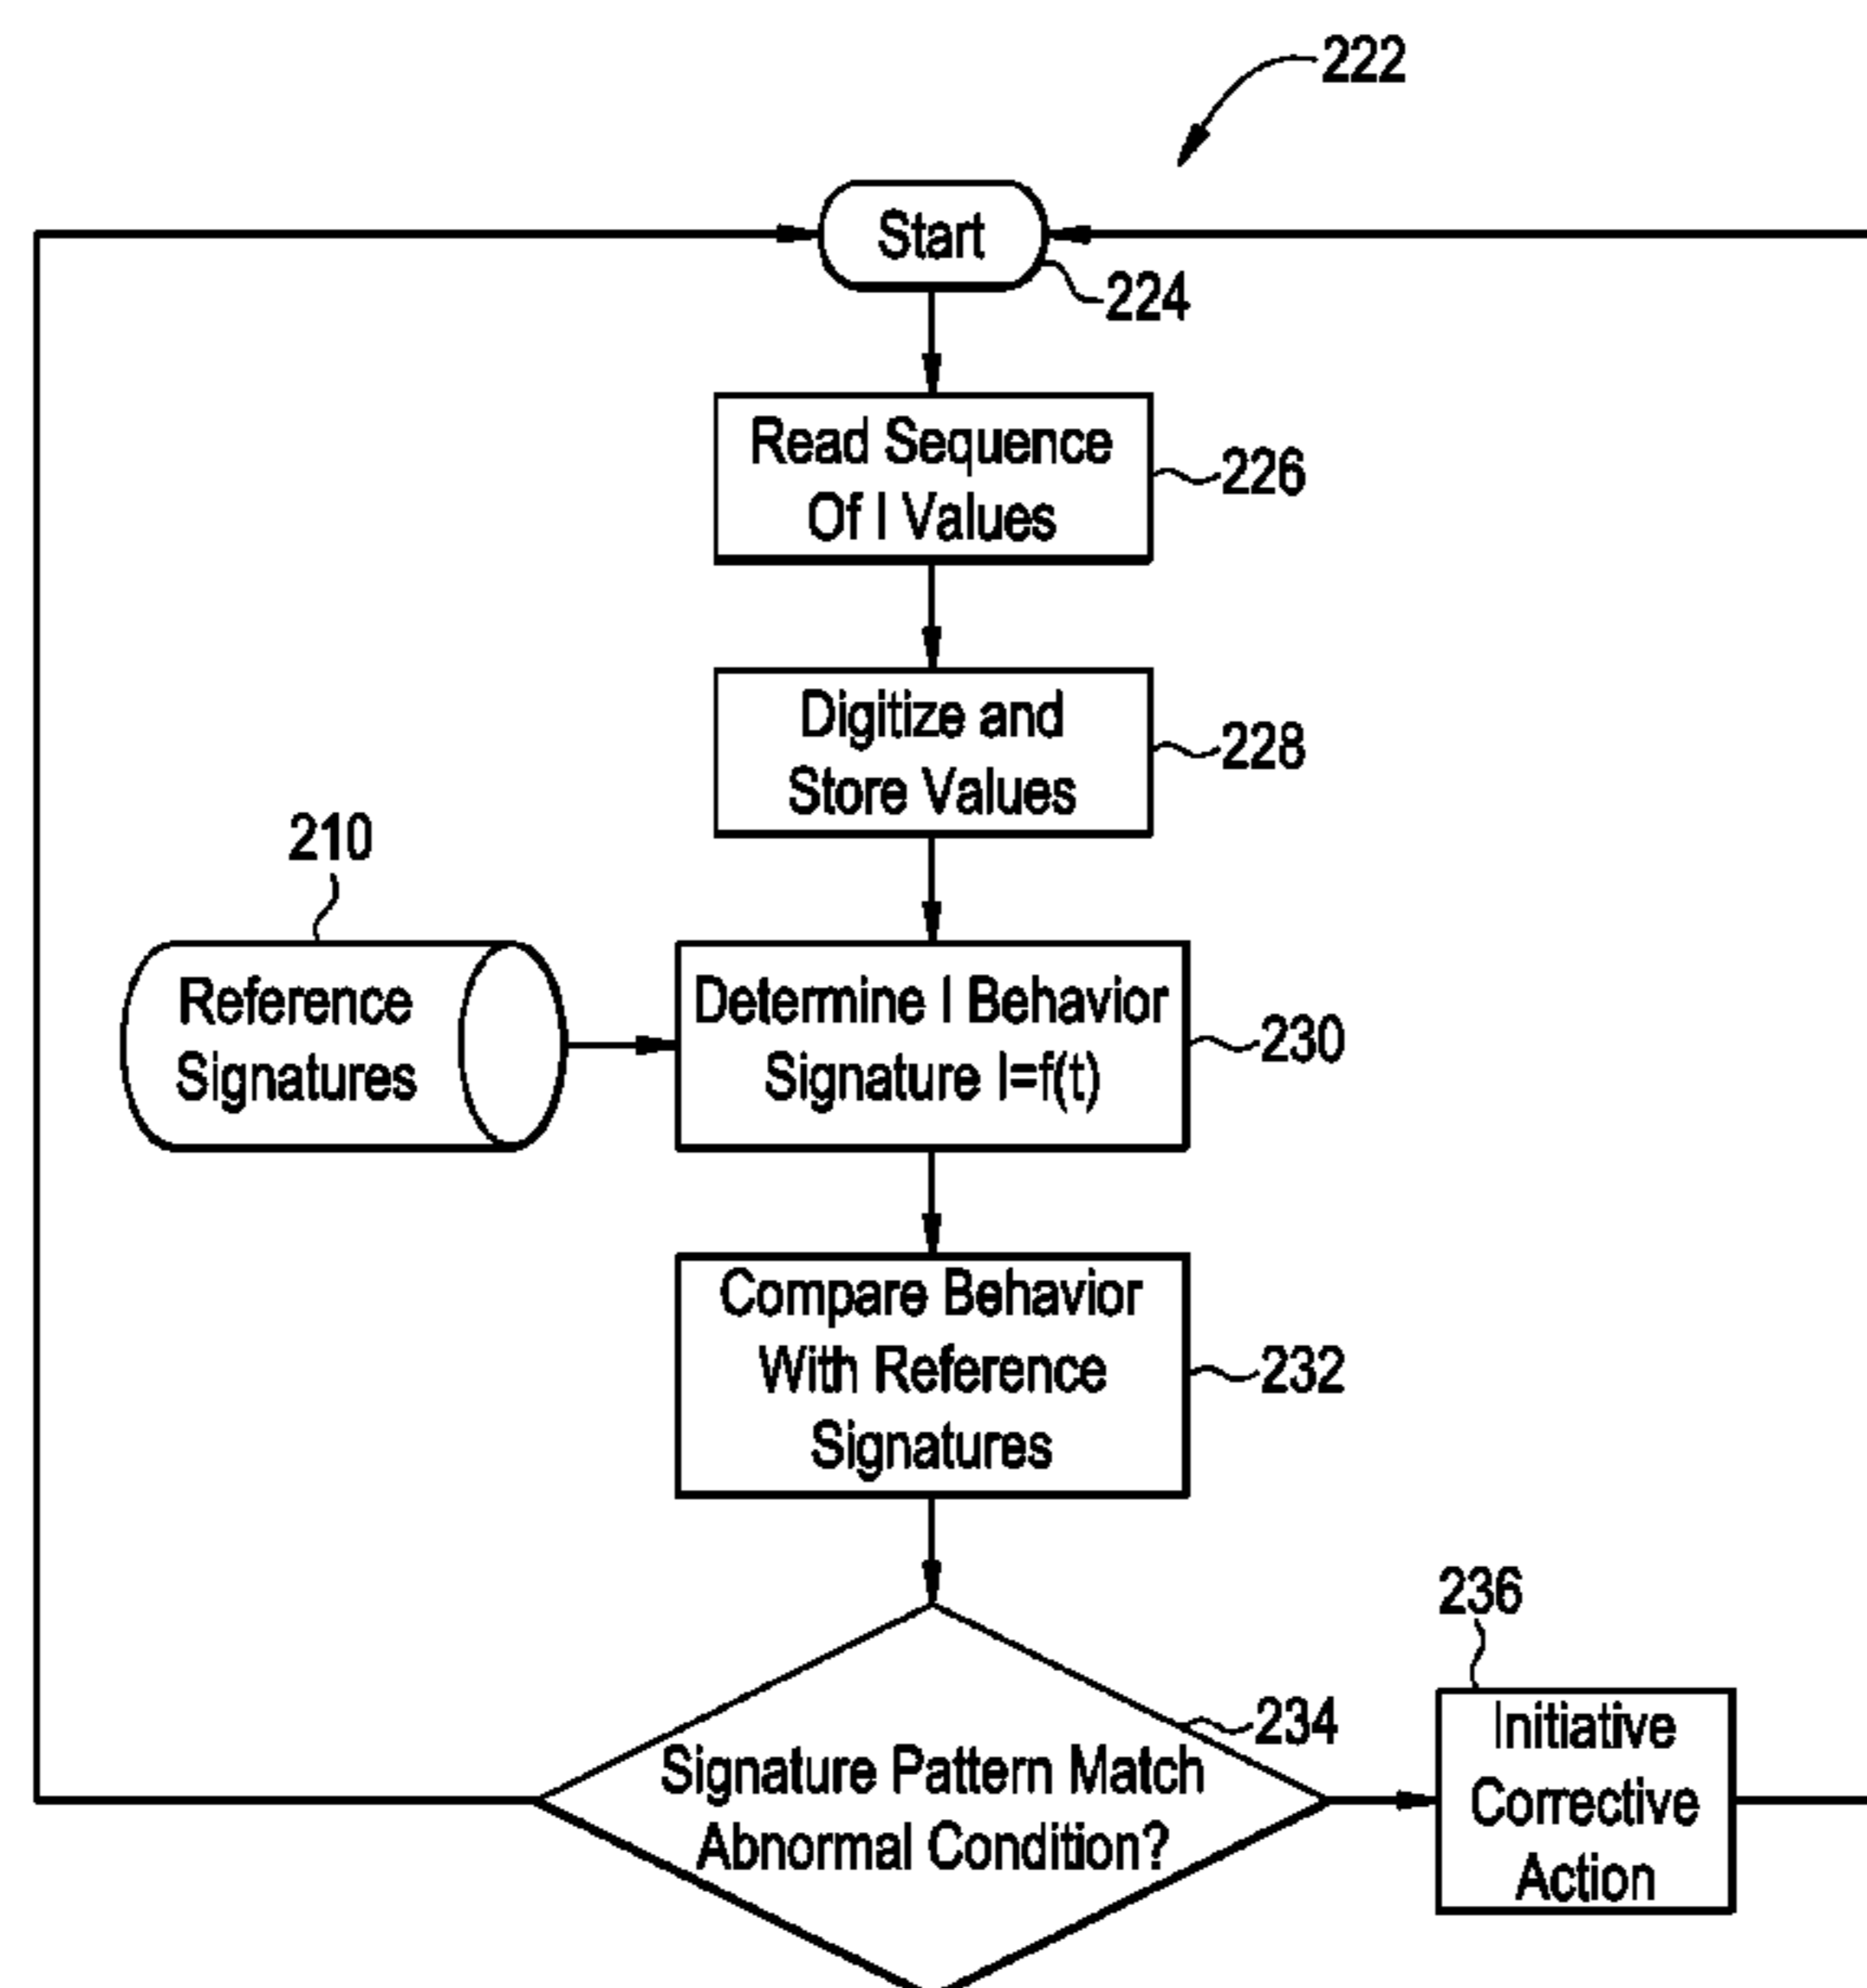 222
Start
224
Read Sequence
Of I Values
226
Digitize and
Store Values
228
210
Reference
Signatures
Determine I Behavior
Signature I=f(t)
230
Compare Behavior
With Reference
Signatures
232
234
Signature Pattern Match
Abnormal Condition?
236
Initiative
Corrective
Action